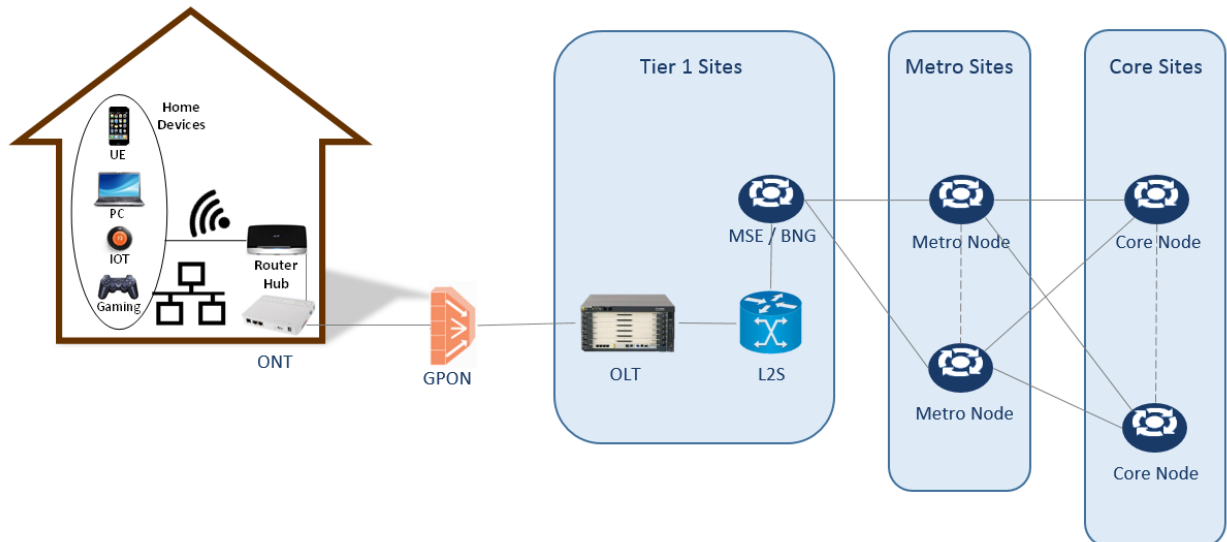 Home
Devices
UE
PC
IOT
Gaming
Router
Hub
ONT
GPON
Tier 1 Sites
MSE / BNG
OLT
L2S
Metro Sites
Metro Node
Metro Node
Core Sites
Core Node
Core Node